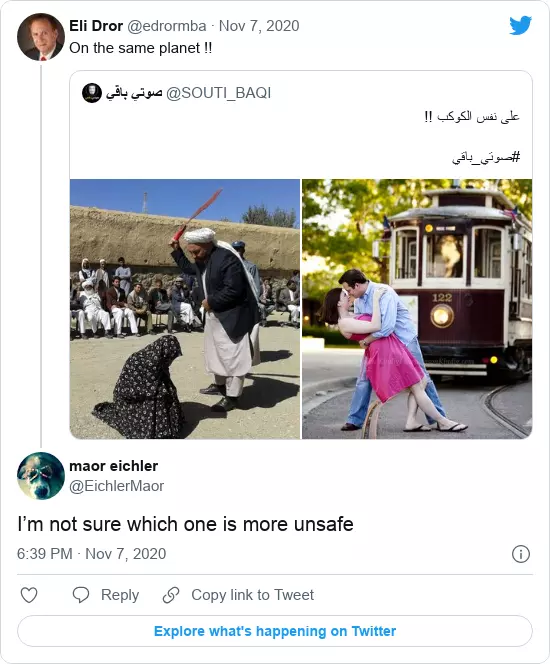 Eli Dror @edrormba · Nov 7, 2020
On the same planet !!
صوتي باقي @SOUTI_BAQI
على نفس الكوكب !!
#صوتي_باقي
122
maor eichler
@EichlerMaor
I'm not sure which one is more unsafe
6:39 PM · Nov 7, 2020
Reply
Copy link to Tweet
Explore what's happening on Twitter